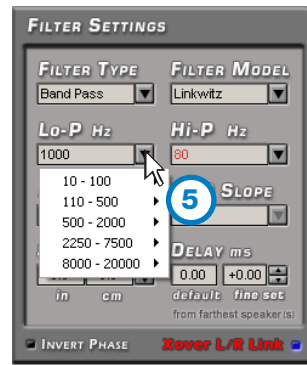 FILTER SETTINGS
FILTER TYPE FILTER MODEL
Band Pass Linkwitz
LO-P HZ HI-P HZ
1000 80
10 - 100
110 - 500
500 - 2000
2250 - 7500
8000 - 20000
5
SLOPE
DELAY ms
0.00 +0.00
in cm default fine set
from farthest speaker(s)
INVERT PHASE Xover L/R Link